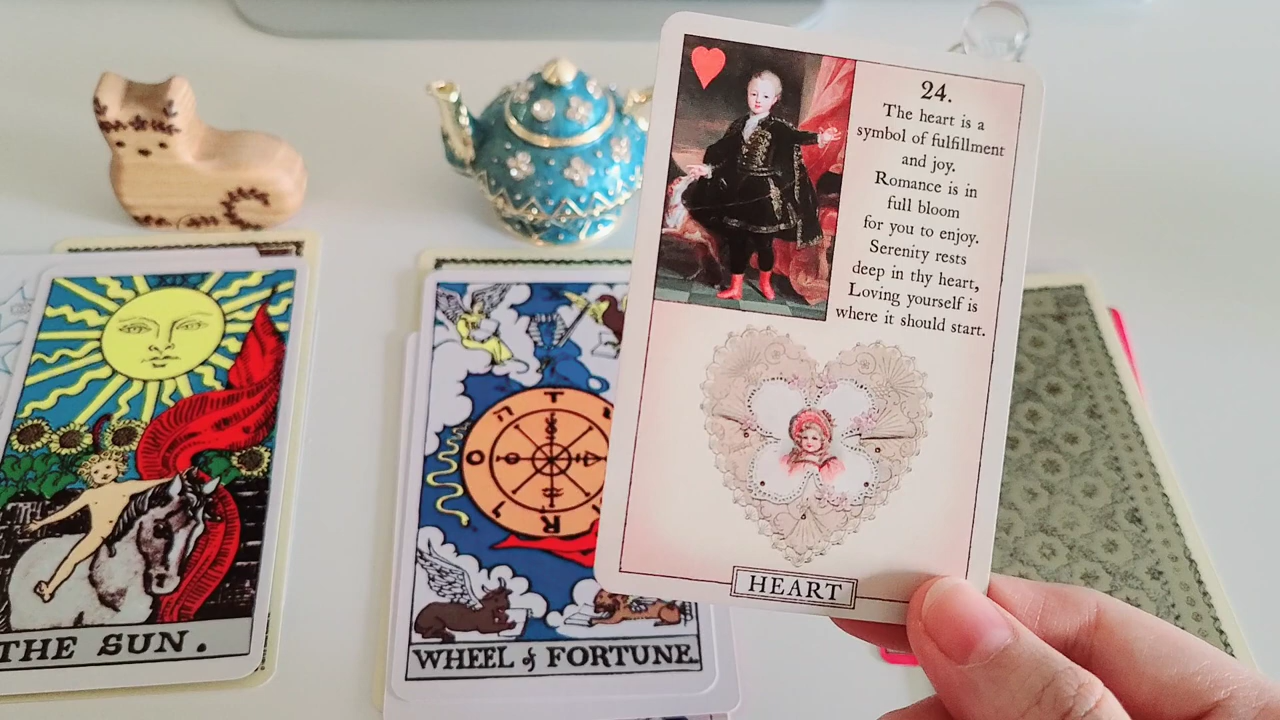 XIX
THE SUN.
WHEEL of FORTUNE.
24.
The heart is a
symbol of fulfillment
and joy.
Romance is in
full bloom
for you to enjoy.
Serenity rests
deep in thy heart,
Loving yourself is
where it should start.
HEART